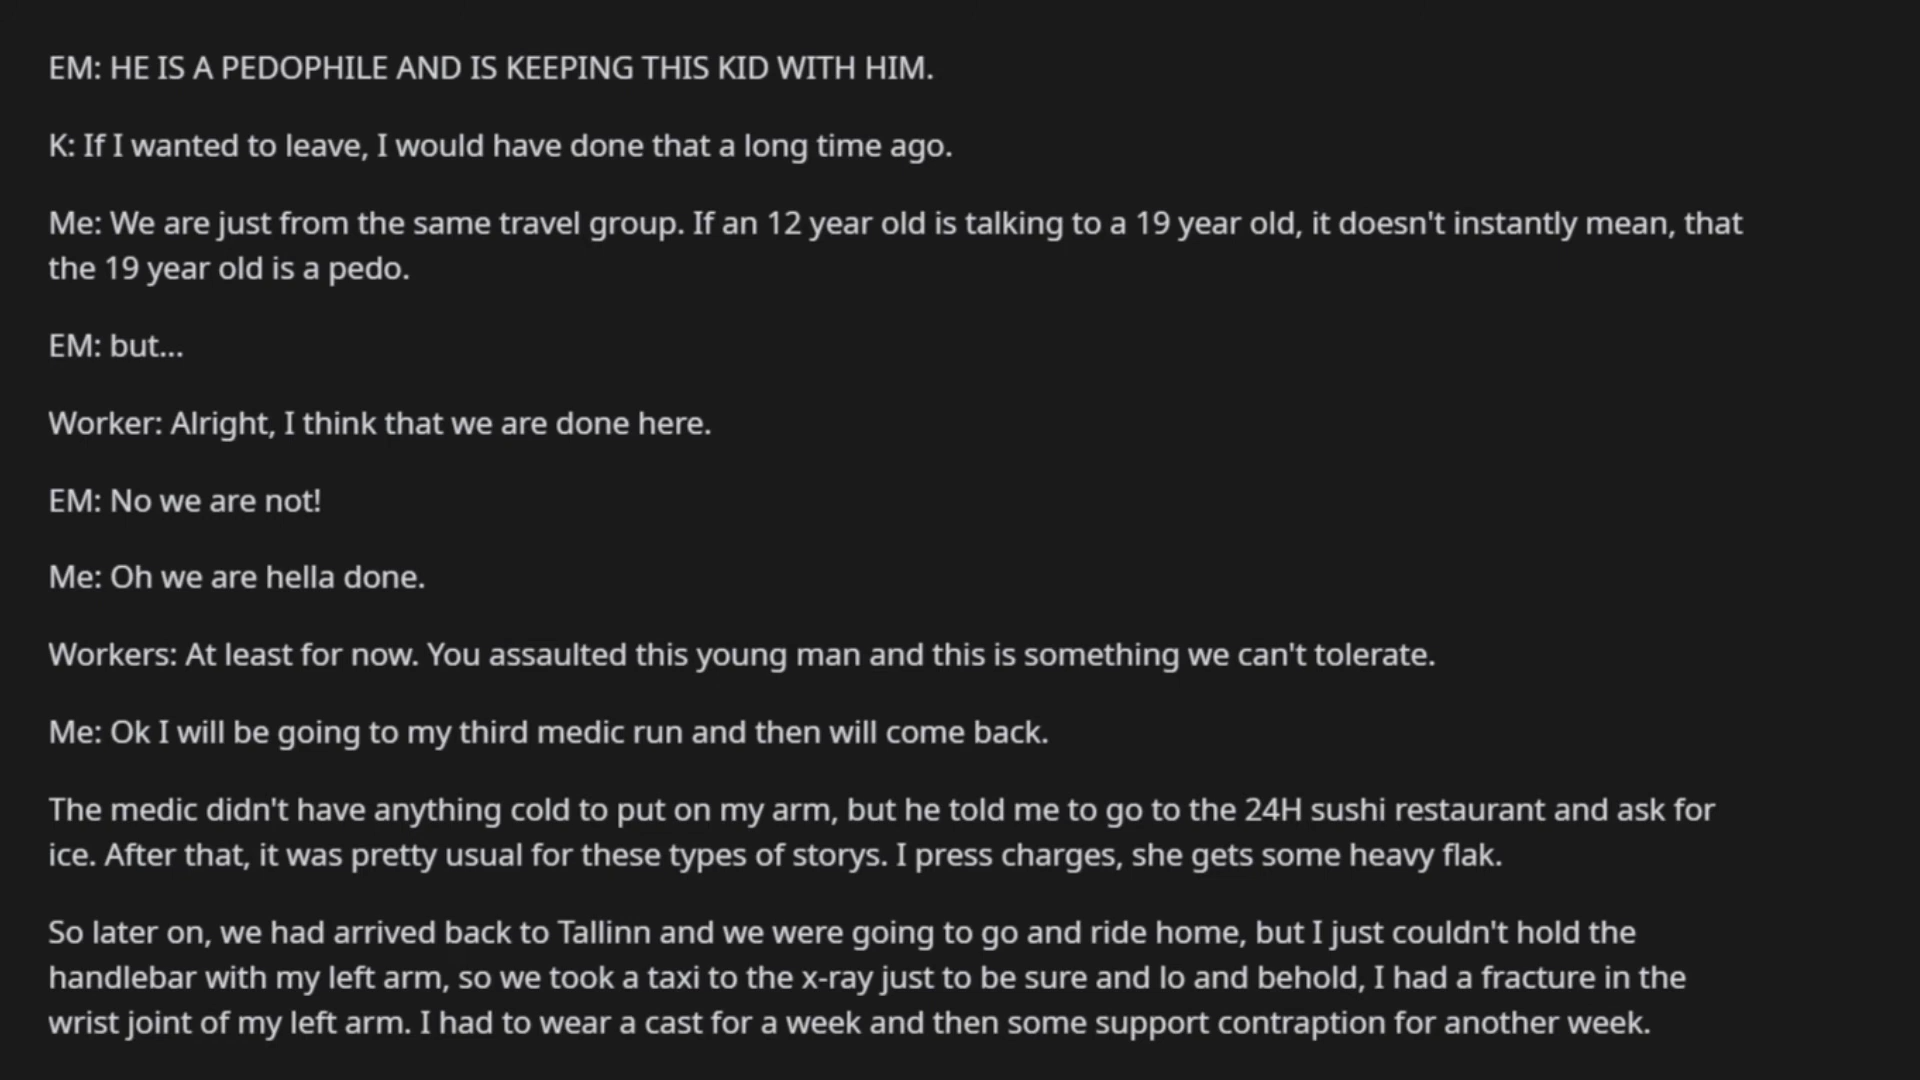 EM: HE IS A PEDOPHILE AND IS KEEPING THIS KID WITH HIM.
K: If I wanted to leave, I would have done that a long time ago.
Me: We are just from the same travel group. If an 12 year old is talking to a 19 year old, it doesn't instantly mean, that
the 19 year old is a pedo.
EM: but...
Worker: Alright, I think that we are done here.
EM: No we are not!
Me: Oh we are hella done.
Workers: At least for now. You assaulted this young man and this is something we can't tolerate.
Me: Ok I will be going to my third medic run and then will come back.
The medic didn't have anything cold to put on my arm, but he told me to go to the 24H sushi restaurant and ask for
ice. After that, it was pretty usual for these types of storys. I press charges, she gets some heavy flak.
So later on, we had arrived back to Tallinn and we were going to go and ride home, but I just couldn't hold the
handlebar with my left arm, so we took a taxi to the x-ray just to be sure and lo and behold, I had a fracture in the
wrist joint of my left arm. I had to wear a cast for a week and then some support contraption for another week.